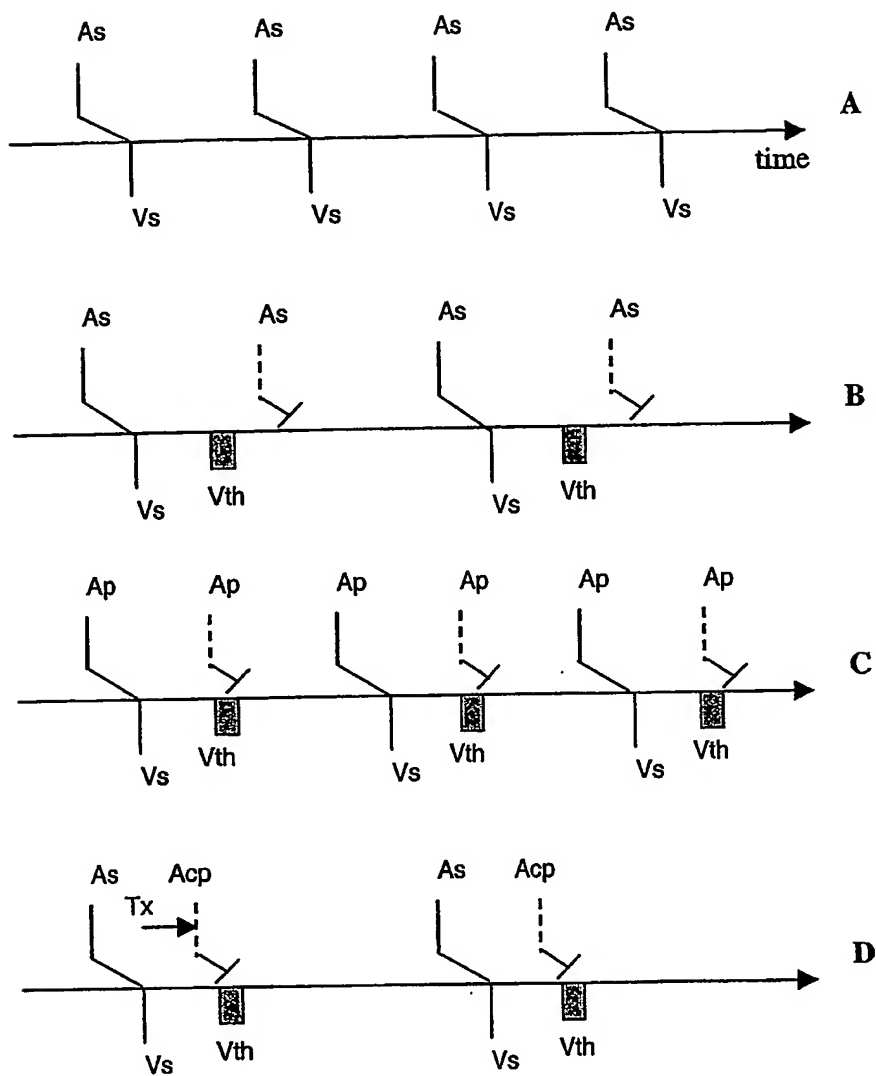 As As As As
A
time
Vs Vs Vs Vs
As As As As
B
Vs Vth Vs Vth
Ap Ap Ap Ap Ap Ap
C
Vs Vth Vs Vth Vs Vth
As Acp As Acp
Tx
D
Vs Vth Vs Vth